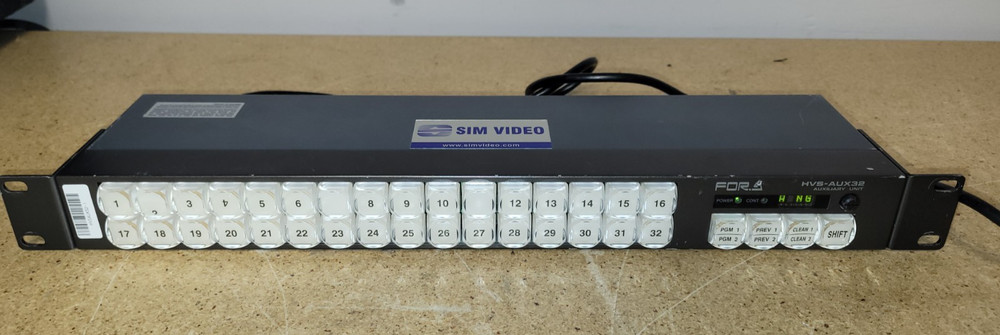 SIM VIDEO
www.simvideo.com
FOR.A
HVS-AUX32
AUXILIARY UNIT
POWER
CONT.
1 2 3 4 5 6 8 9 10 12 13 14 15 16
17 18 19 20 21 22 23 24 25 26 27 28 29 30 31 32
PGM 1 PREV 1 CLEAN 1
PGM 2 PREV 2 CLEAN 2
SHIFT